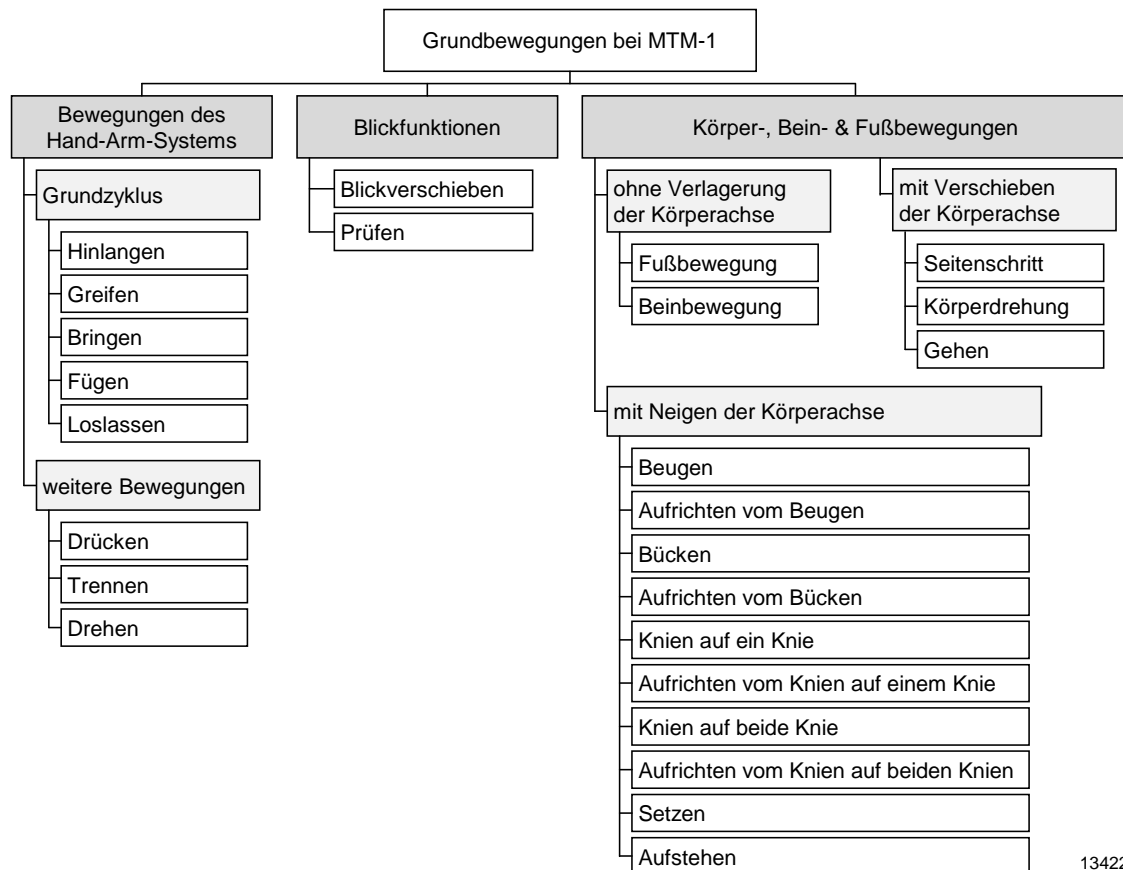 Grundbewegungen bei MTM-1
Bewegungen des
Hand-Arm-Systems
Grundzyklus
Hinlangen
Greifen
Bringen
Fügen
Loslassen
weitere Bewegungen
Drücken
Trennen
Drehen
Blickfunktionen
Blickverschieben
Prüfen
Körper-, Bein- & Fußbewegungen
ohne Verlagerung
der Körperachse
Fußbewegung
Beinbewegung
mit Verschieben
der Körperachse
Seitenschritt
Körperdrehung
Gehen
mit Neigen der Körperachse
Beugen
Aufrichten vom Beugen
Bücken
Aufrichten vom Bücken
Knien auf ein Knie
Aufrichten vom Knien auf einem Knie
Knien auf beide Knie
Aufrichten vom Knien auf beiden Knien
Setzen
Aufstehen
13422